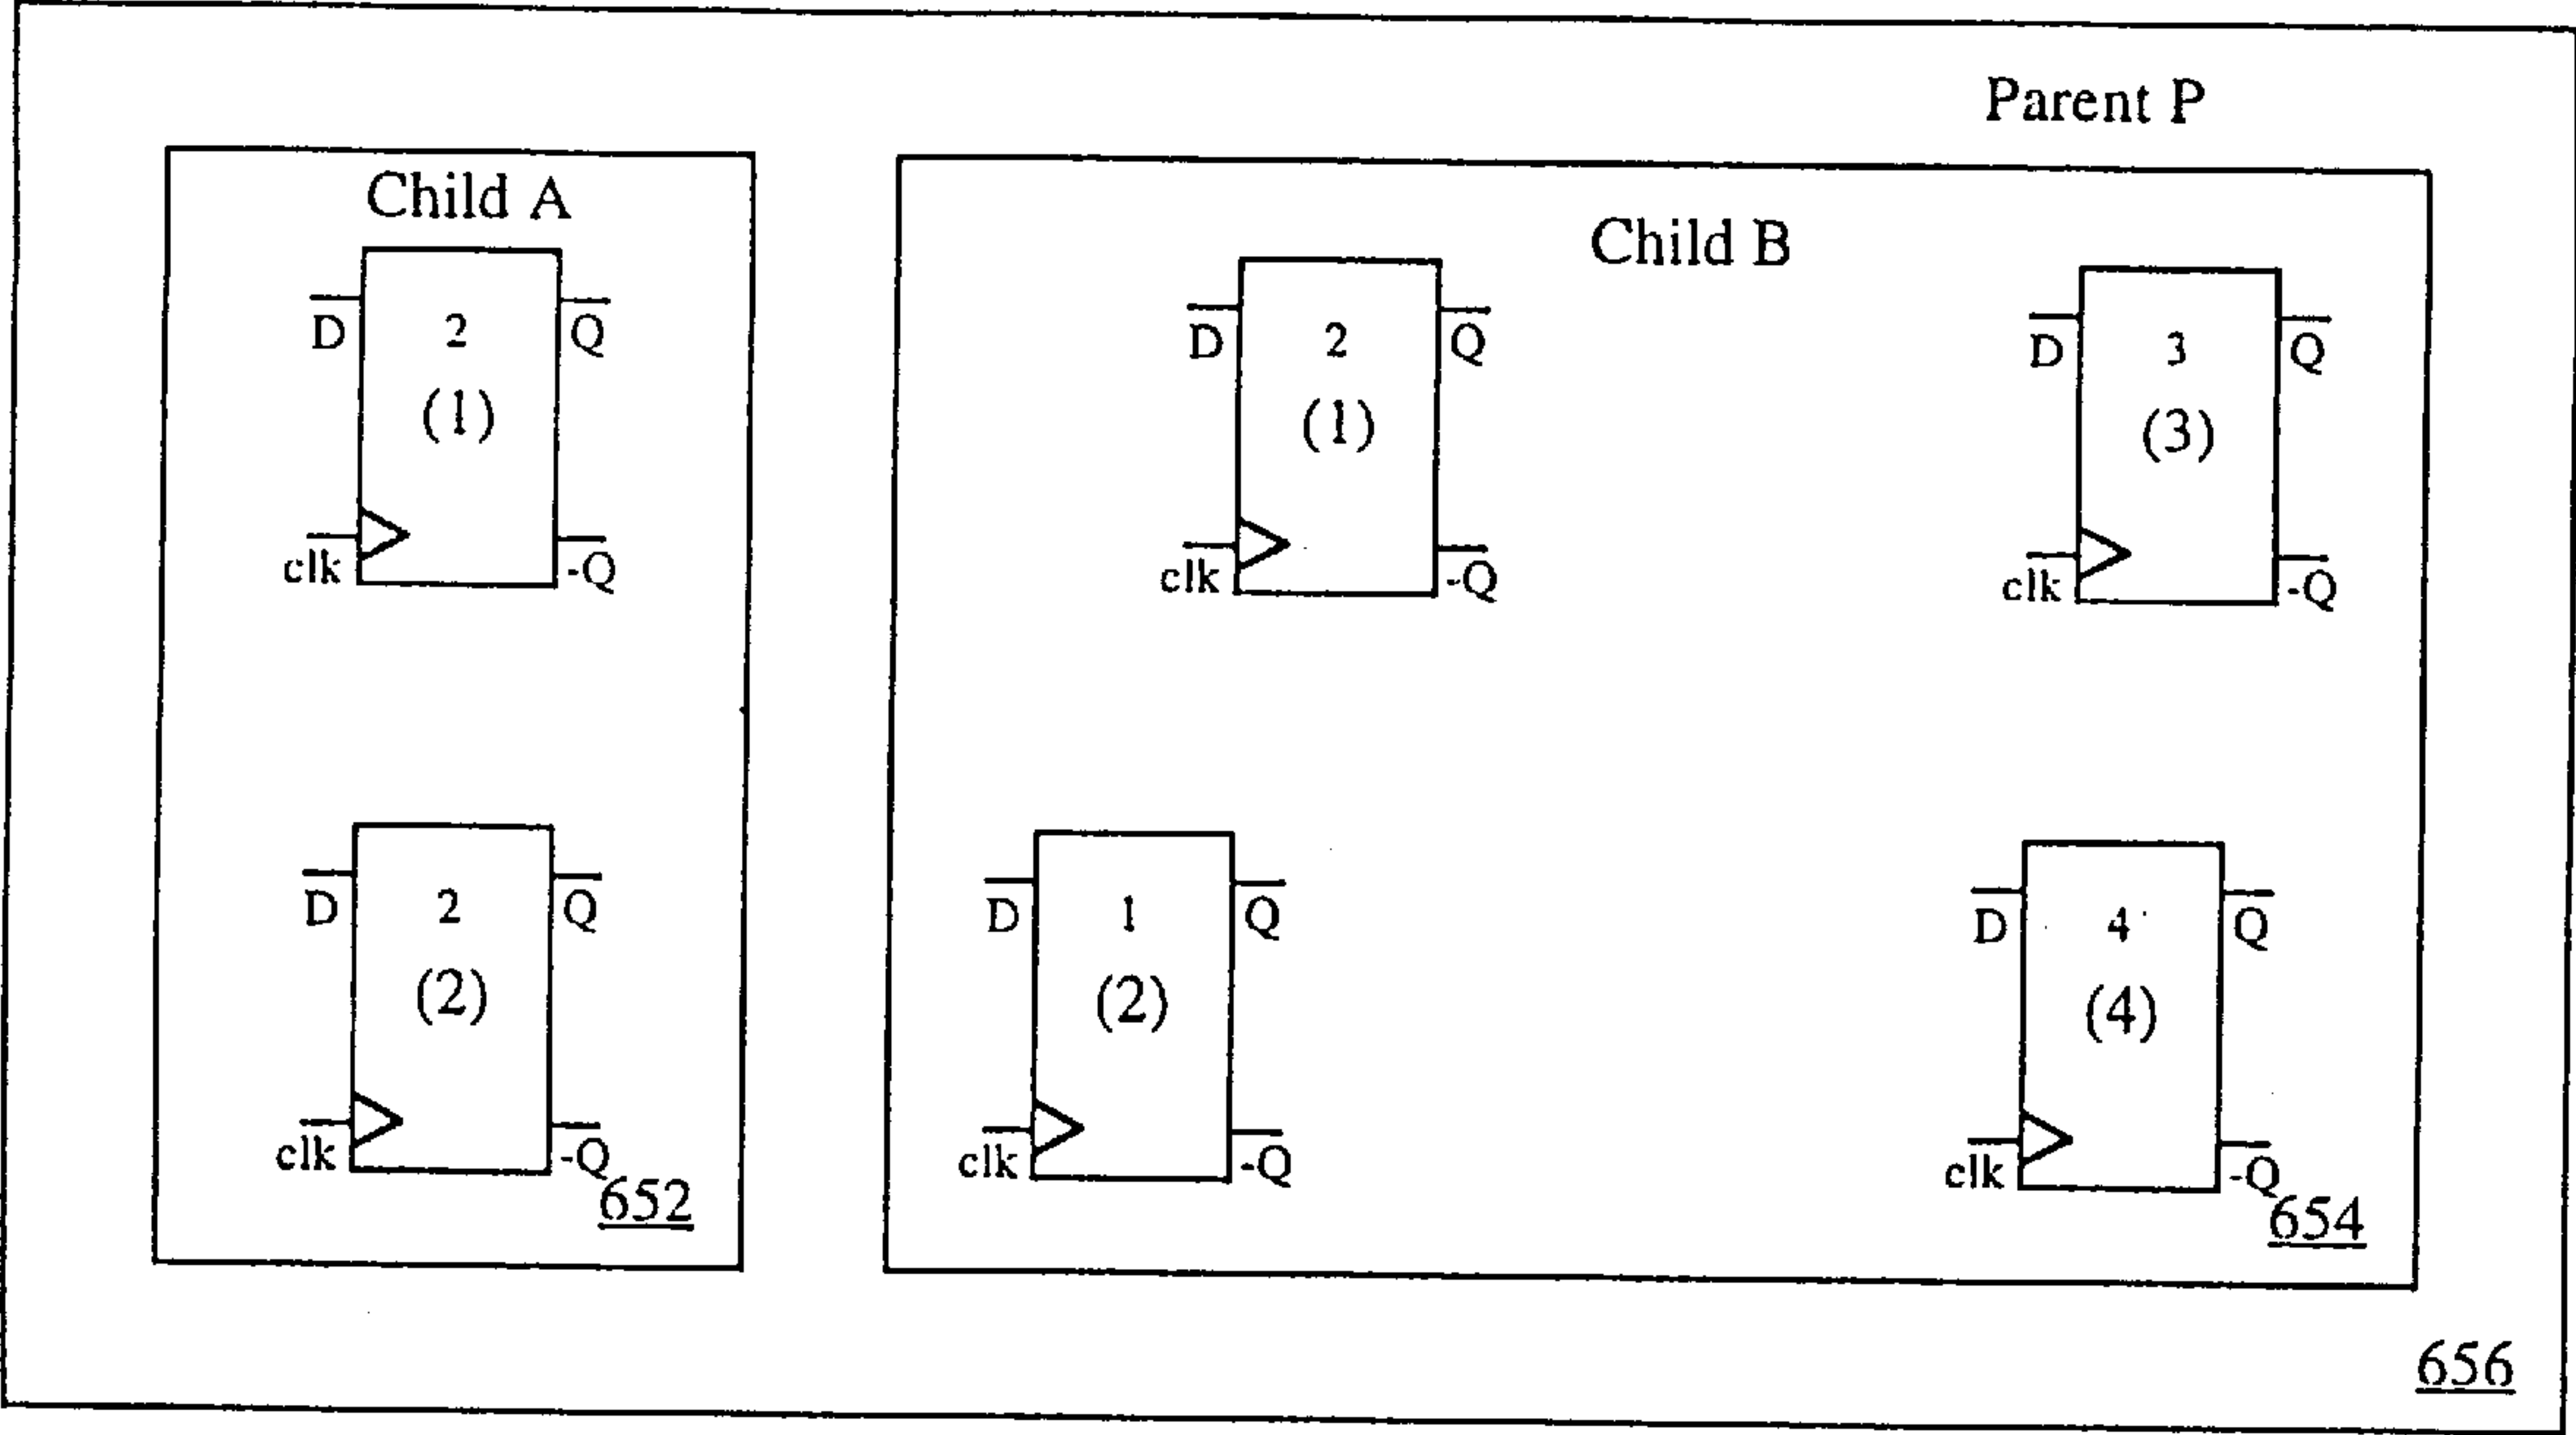 Parent P
Child A
D 2 Q
(1)
clk -Q
D 2 Q
(2)
clk -Q
652
Child B
D 2 Q
(1)
clk -Q
D 3 Q
(3)
clk -Q
D 1 Q
(2)
clk -Q
D 4 Q
(4)
clk -Q
654
656